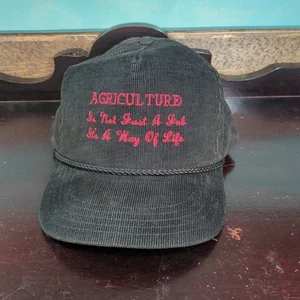 AGRICULTURE
Is Not Just A Job
Its A Way Of Life